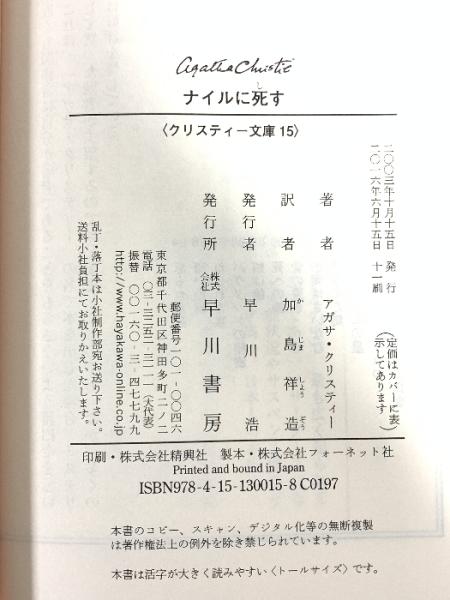 Agatha Christie
ナイルに死す
し
〈クリスティー文庫 15〉
二〇〇三年十月十五日 発行
二〇一六年六月十五日 十一刷
(定価はカバーに表
示してあります)
著者 アガサ・クリスティー
訳者 加島祥造
か しま しょう ぞう
発行者 早川浩
発行所 株式会社 早川書房
郵便番号 一〇一-〇〇四六
東京都千代田区神田多町二ノ二
電話 〇三-三二五二-三一一一(大代表)
振替 〇〇一六〇-三-四七七九九
http://www.hayakawa-online.co.jp
乱丁・落丁本は小社制作部宛お送り下さい。
送料小社負担にてお取りかえいたします。
印刷・株式会社精興社 製本・株式会社フォーネット社
Printed and bound in Japan
ISBN978-4-15-130015-8 C0197
本書のコピー、スキャン、デジタル化等の無断複製
は著作権法上の例外を除き禁じられています。
本書は活字が大きく読みやすい〈トールサイズ〉です。